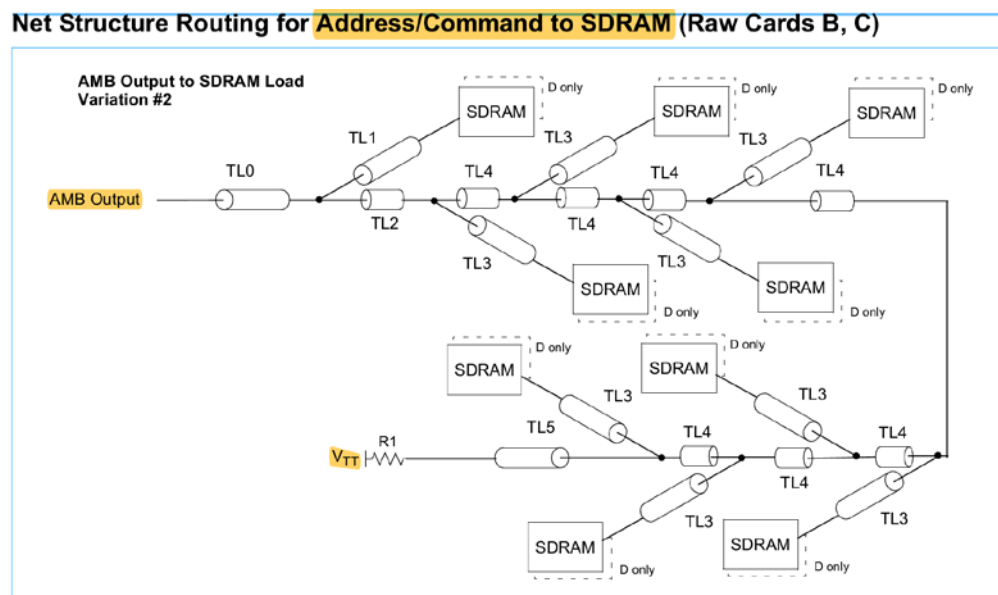 Net Structure Routing for Address/Command to SDRAM (Raw Cards B, C)
AMB Output to SDRAM Load
Variation #2
D only
D only
D only
SDRAM
SDRAM
SDRAM
TL1
TL3
TL3
TL0
TL4
TL4
TL4
AMB Output
TL2
TL4
TL3
TL3
SDRAM
SDRAM
D only
D only
D only
D only
SDRAM
SDRAM
TL3
TL3
TL5
TL4
TL4
R1
VTT
TL4
TL3
TL3
SDRAM
SDRAM
D only
D only